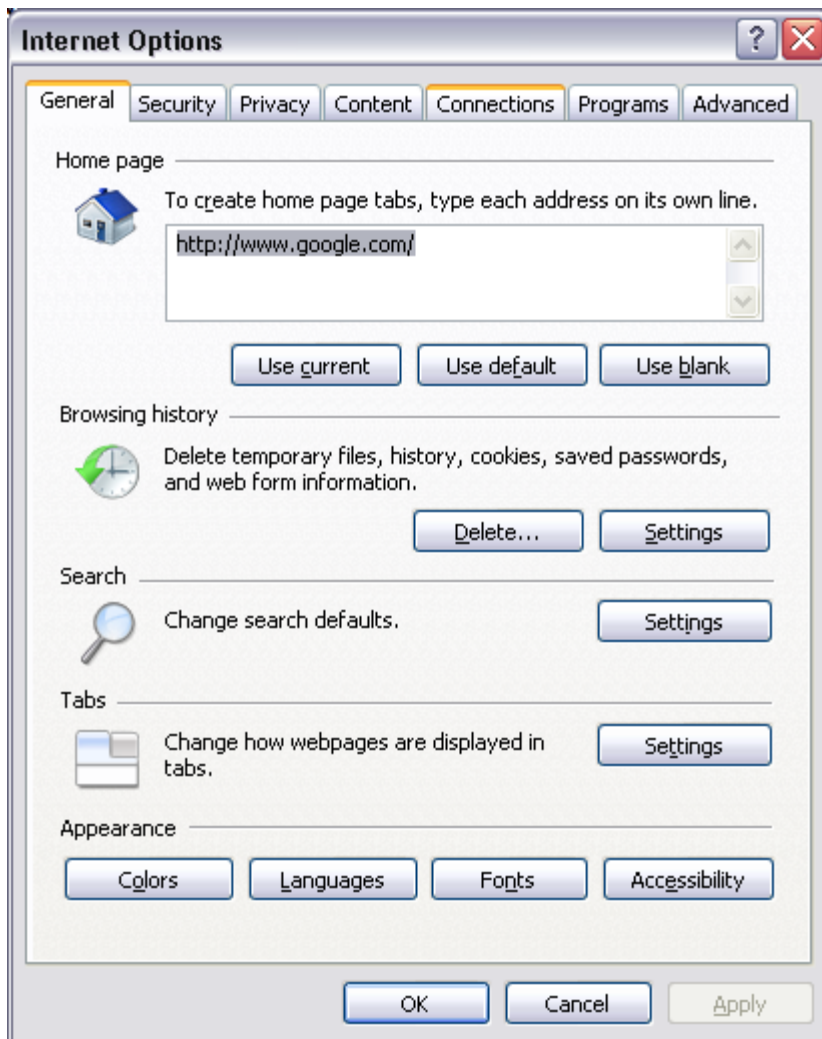 Internet Options
General Security Privacy Content Connections Programs Advanced
Home page
To create home page tabs, type each address on its own line.
http://www.google.com/
Use current Use default Use blank
Browsing history
Delete temporary files, history, cookies, saved passwords,
and web form information.
Delete... Settings
Search
Change search defaults.
Settings
Tabs
Change how webpages are displayed in
tabs.
Settings
Appearance
Colors Languages Fonts Accessibility
OK Cancel Apply